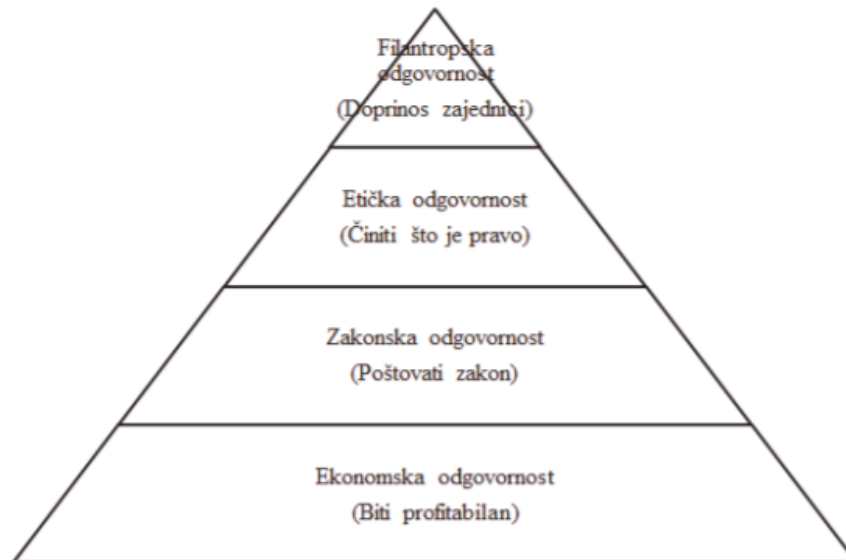 Filantropska
odgovornost
(Doprinos zajednici)
Etička odgovornost
(Činiti što je pravo)
Zakonska odgovornost
(Poštovati zakon)
Ekonomska odgovornost
(Biti profitabilan)